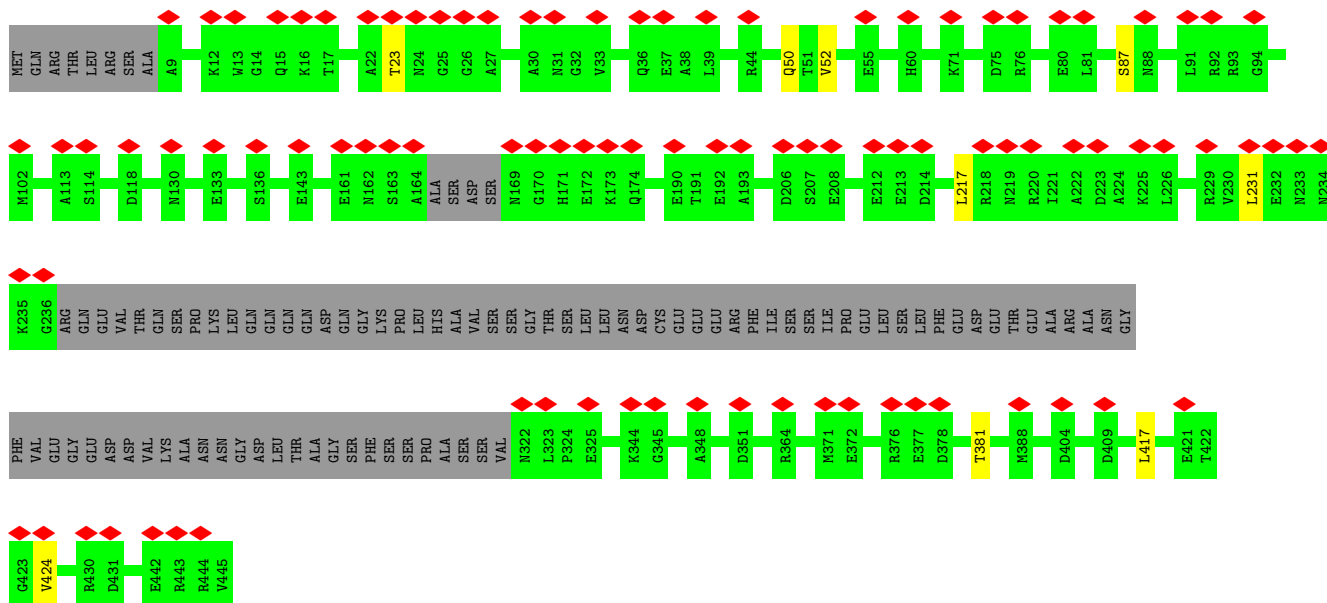 MET GLN ARG THR LEU ARG SER ALA A9 K12 W13 G14 Q15 K16 T17 A22 T23 N24 G25 G26 A27 A30 N31 G32 V33 Q36 E37 A38 L39 R44 Q50 T51 V52 E55 H60 K71 D75 R76 E80 L81 S87 N88 L91 R92 R93 G94
M102 A113 S114 D118 N130 E133 S136 E143 E161 N162 S163 A164 ALA SER ASP SER N169 G170 H171 E172 K173 Q174 E190 T191 E192 A193 D206 S207 E208 E212 E213 D214 L217 R218 N219 R220 I221 A222 D223 A224 K225 L226 R229 V230 L231 E232 N233 N234
K235 G236 ARG GLN GLU VAL THR GLN SER PRO LYS LEU GLN GLN GLN GLN ASP GLN GLY LYS PRO LEU HIS ALA VAL SER SER GLY THR SER LEU LEU ASN ASP CYS GLU GLU GLU ARG PHE ILE SER SER ILE PRO GLU LEU SER LEU PHE GLU ASP GLU THR GLU ALA ARG ALA ASN GLY
PHE VAL GLU GLY GLU ASP ASP VAL LYS ALA ASN ASN GLY ASP LEU THR ALA GLY SER PHE SER SER PRO ALA SER SER VAL N322 L323 P324 E325 K344 G345 A348 D351 R364 M371 E372 R376 E377 D378 T381 M388 D404 D409 L417 E421 T422
G423 V424 R430 D431 E442 R443 R444 V445